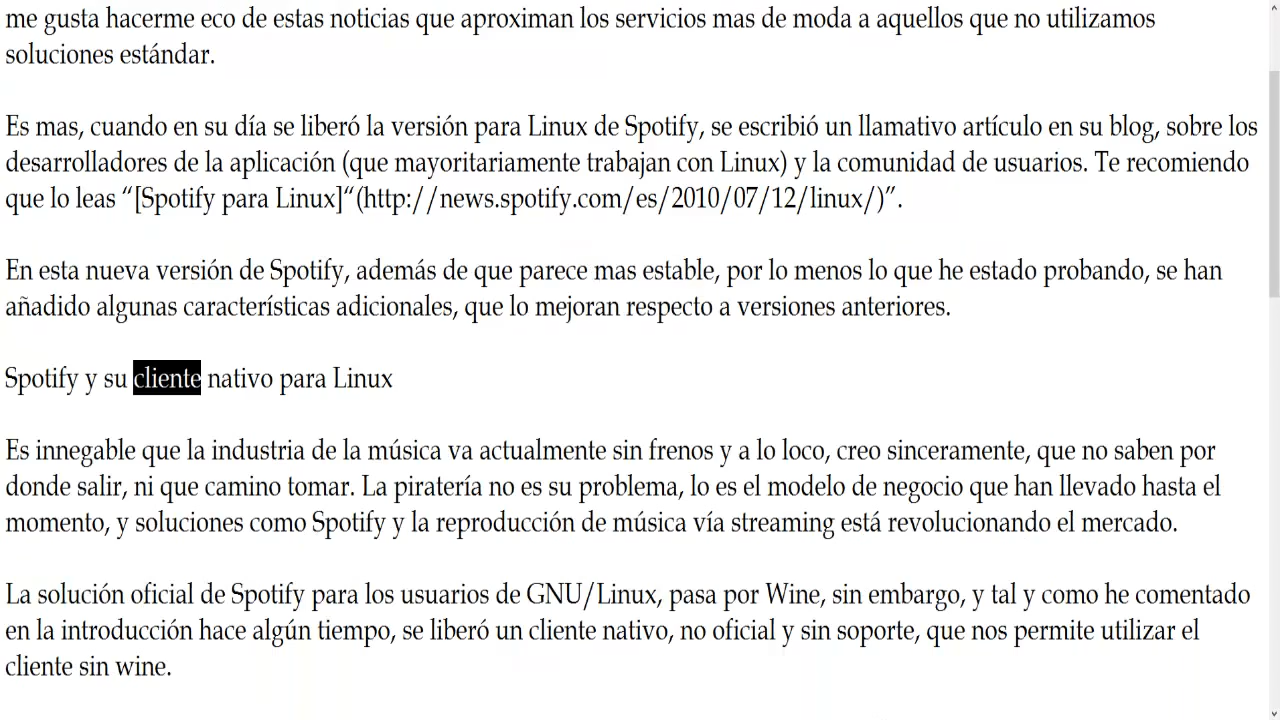 me gusta hacerme eco de estas noticias que aproximan los servicios mas de moda a aquellos que no utilizamos
soluciones estándar.
Es mas, cuando en su día se liberó la versión para Linux de Spotify, se escribió un llamativo artículo en su blog, sobre los
desarrolladores de la aplicación (que mayoritariamente trabajan con Linux) y la comunidad de usuarios. Te recomiendo
que lo leas “[Spotify para Linux]“(http://news.spotify.com/es/2010/07/12/linux/)”.
En esta nueva versión de Spotify, además de que parece mas estable, por lo menos lo que he estado probando, se han
añadido algunas características adicionales, que lo mejoran respecto a versiones anteriores.
Spotify y su cliente nativo para Linux
Es innegable que la industria de la música va actualmente sin frenos y a lo loco, creo sinceramente, que no saben por
donde salir, ni que camino tomar. La piratería no es su problema, lo es el modelo de negocio que han llevado hasta el
momento, y soluciones como Spotify y la reproducción de música vía streaming está revolucionando el mercado.
La solución oficial de Spotify para los usuarios de GNU/Linux, pasa por Wine, sin embargo, y tal y como he comentado
en la introducción hace algún tiempo, se liberó un cliente nativo, no oficial y sin soporte, que nos permite utilizar el
cliente sin wine.